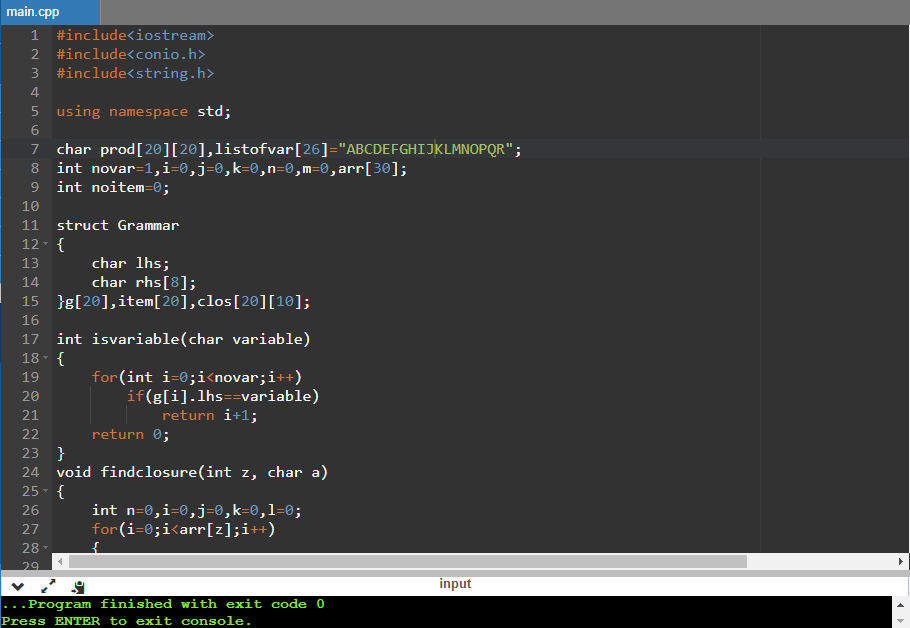 main.cpp
1 #include<iostream>
2 #include<conio.h>
3 #include<string.h>
4
5 using namespace std;
6
7 char prod[20][20],listofvar[26]="ABCDEFGHIJKLMNOPQR";
8 int novar=1,i=0,j=0,k=0,n=0,m=0,arr[30];
9 int noitem=0;
10
11 struct Grammar
12 {
13     char lhs;
14     char rhs[8];
15 }g[20],item[20],clos[20][10];
16
17 int isvariable(char variable)
18 {
19     for(int i=0;i<novar;i++)
20         if(g[i].lhs==variable)
21             return i+1;
22     return 0;
23 }
24 void findclosure(int z, char a)
25 {
26     int n=0,i=0,j=0,k=0,l=0;
27     for(i=0;i<arr[z];i++)
28     {
29
input
...Program finished with exit code 0
Press ENTER to exit console.